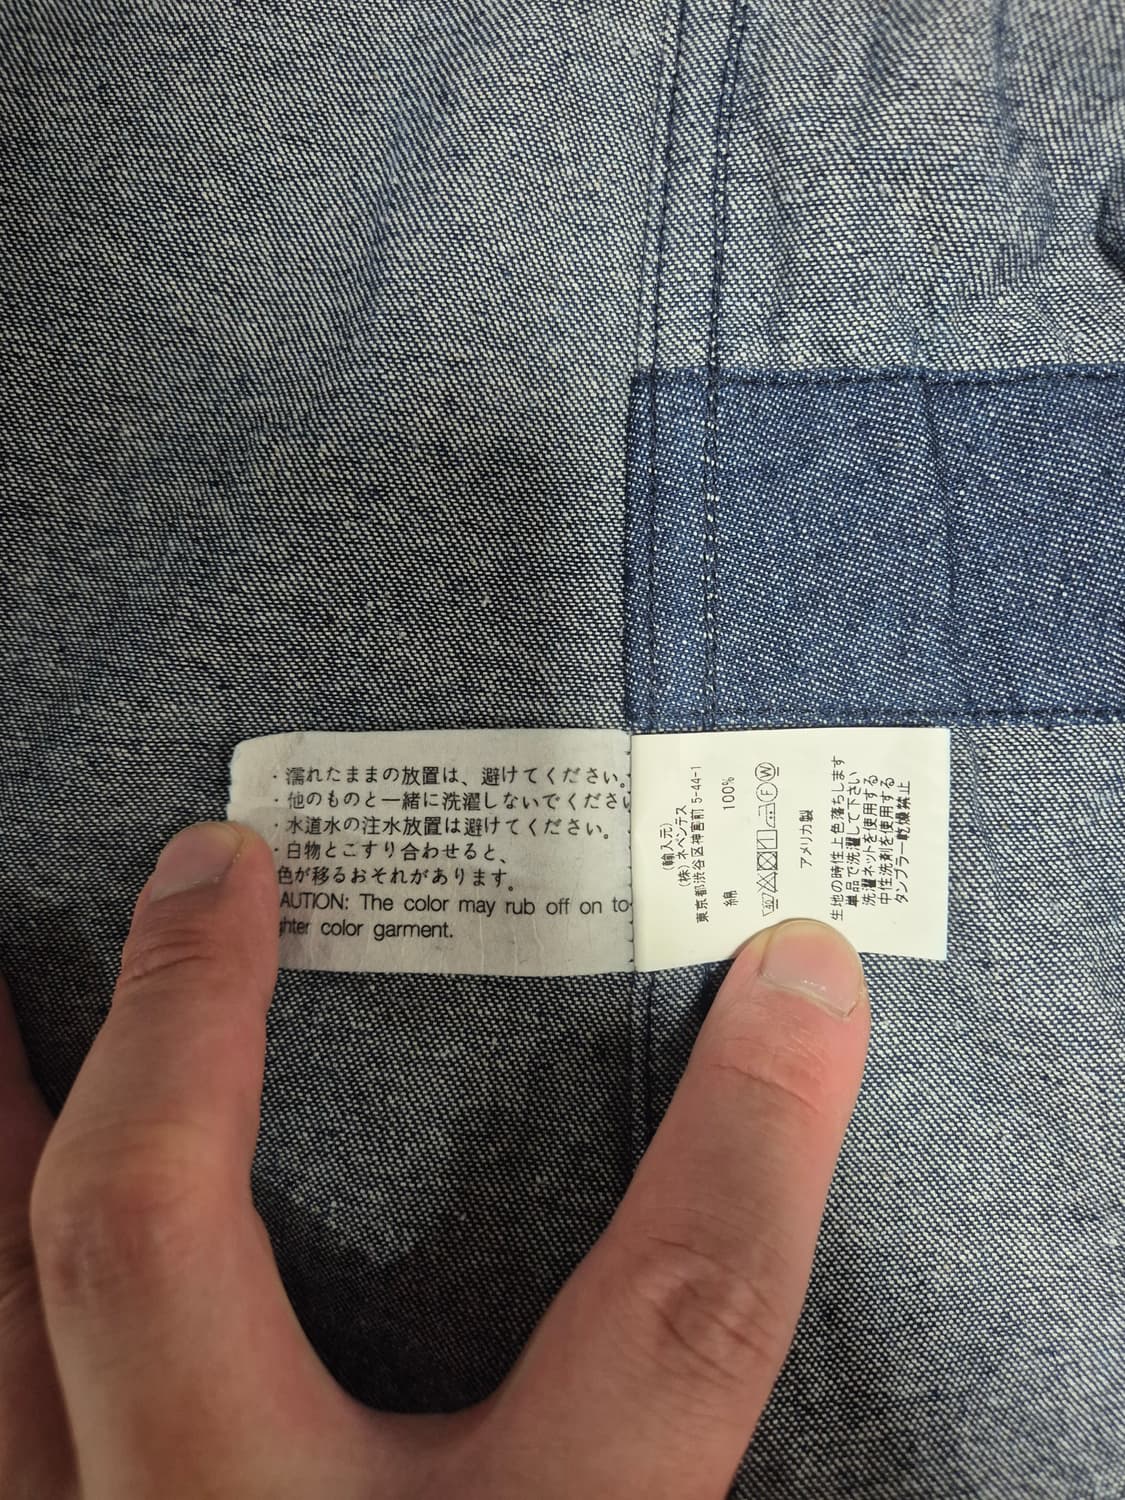 ・濡れたままの放置は、避けてください。
・他のものと一緒に洗濯しないでください
・水道水の注水放置は避けてください。
・白物とこすり合わせると、
色が移るおそれがあります。
AUTION: The color may rub off on to
ghter color garment.
(輸入元)
(株)ネペンテス
東京都渋谷区神宮前 5-44-1
綿 100%
アメリカ製
生地の特性上色落ちします
単品で洗濯して下さい
洗濯ネットを使用する
中性洗剤を使用する
タンブラー乾燥禁止